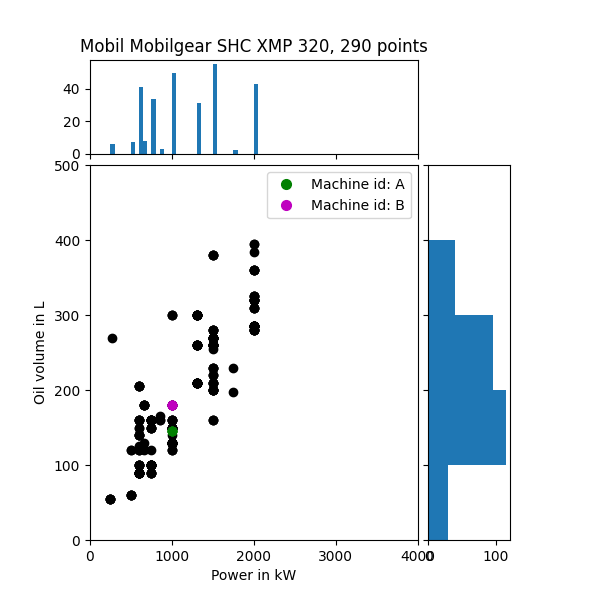 Mobil Mobilgear SHC XMP 320, 290 points
40
20
0
500
400
300
200
100
0
Oil volume in L
Machine id: A
Machine id: B
0 1000 2000 3000 4000
0 100
Power in kW